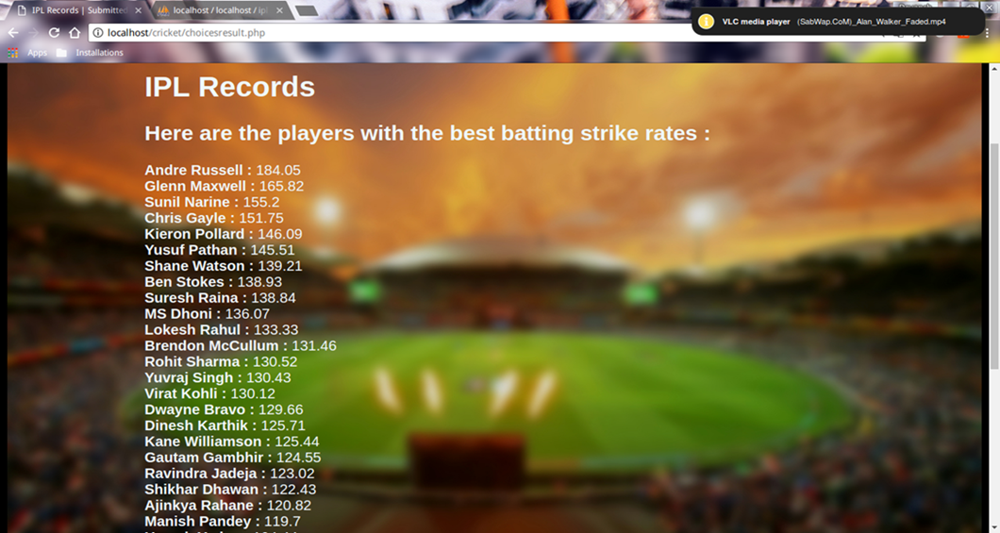 IPL Records | Submitted
localhost / localhost / ipl
VLC media player (SabWap.CoM)_Alan_Walker_Faded.mp4
localhost/cricket/choicesresult.php
Apps Installations
IPL Records
Here are the players with the best batting strike rates :
Andre Russell : 184.05
Glenn Maxwell : 165.82
Sunil Narine : 155.2
Chris Gayle : 151.75
Kieron Pollard : 146.09
Yusuf Pathan : 145.51
Shane Watson : 139.21
Ben Stokes : 138.93
Suresh Raina : 138.84
MS Dhoni : 136.07
Lokesh Rahul : 133.33
Brendon McCullum : 131.46
Rohit Sharma : 130.52
Yuvraj Singh : 130.43
Virat Kohli : 130.12
Dwayne Bravo : 129.66
Dinesh Karthik : 125.71
Kane Williamson : 125.44
Gautam Gambhir : 124.55
Ravindra Jadeja : 123.02
Shikhar Dhawan : 122.43
Ajinkya Rahane : 120.82
Manish Pandey : 119.7